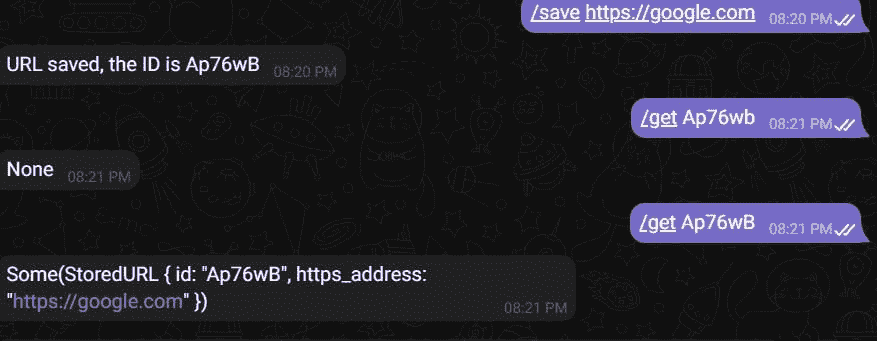 /save https://google.com 08:20 PM
URL saved, the ID is Ap76wB 08:20 PM
/get Ap76wb 08:21 PM
None 08:21 PM
/get Ap76wB 08:21 PM
Some(StoredURL { id: "Ap76wB", https_address:
"https://google.com" })
08:21 PM